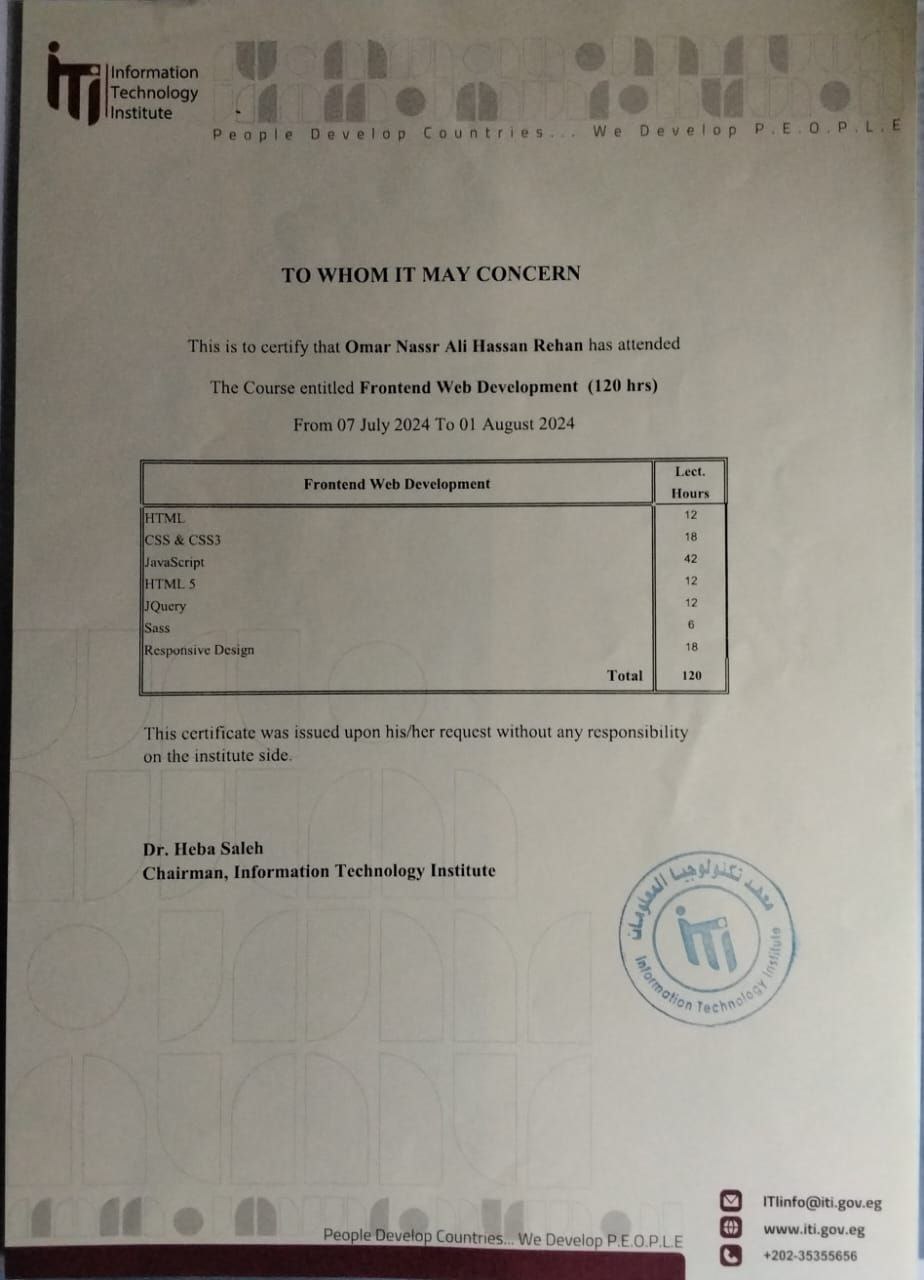 iTi
Information
Technology
Institute
People Develop Countries... We Develop P.E.O.P.L.E
TO WHOM IT MAY CONCERN
This is to certify that Omar Nassr Ali Hassan Rehan has attended
The Course entitled Frontend Web Development (120 hrs)
From 07 July 2024 To 01 August 2024
Frontend Web Development Lect. Hours
HTML 12
CSS & CSS3 18
JavaScript 42
HTML 5 12
JQuery 12
Sass 6
Responsive Design 18
Total 120
This certificate was issued upon his/her request without any responsibility
on the institute side.
Dr. Heba Saleh
Chairman, Information Technology Institute
معهد تكنولوجيا المعلومات
iTi
Information Technology Institute
ITIinfo@iti.gov.eg
www.iti.gov.eg
+202-35355656
People Develop Countries... We Develop P.E.O.P.L.E